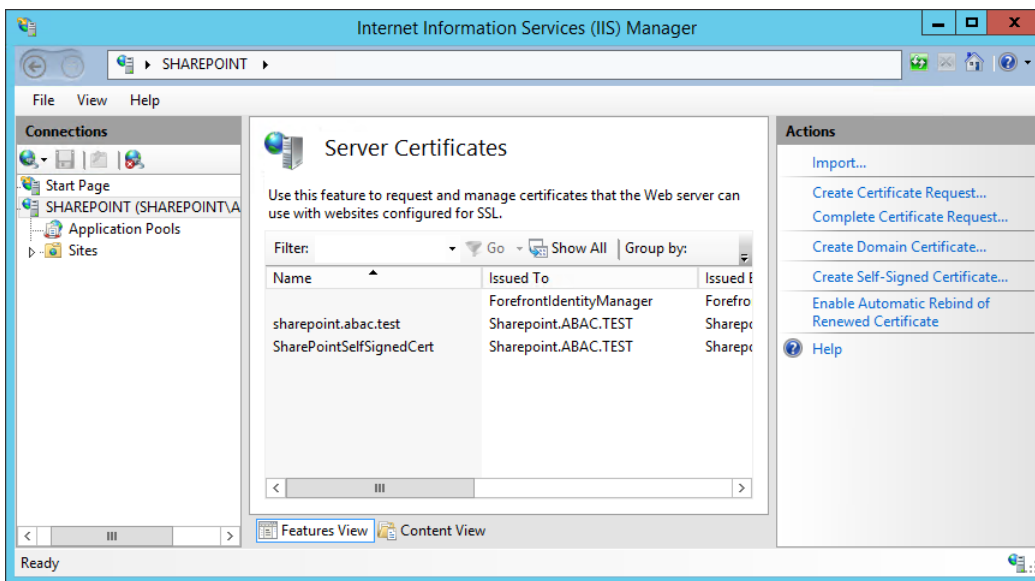 Internet Information Services (IIS) Manager
SHAREPOINT
File View Help
Connections
Start Page
SHAREPOINT (SHAREPOINT\A
Application Pools
Sites
Server Certificates
Use this feature to request and manage certificates that the Web server can
use with websites configured for SSL.
Filter: Go Show All Group by:
Name Issued To Issued
ForefrontIdentityManager Forefro
sharepoint.abac.test Sharepoint.ABAC.TEST Sharepo
SharePointSelfSignedCert Sharepoint.ABAC.TEST Sharepo
Features View Content View
Actions
Import...
Create Certificate Request...
Complete Certificate Request...
Create Domain Certificate...
Create Self-Signed Certificate...
Enable Automatic Rebind of
Renewed Certificate
Help
Ready